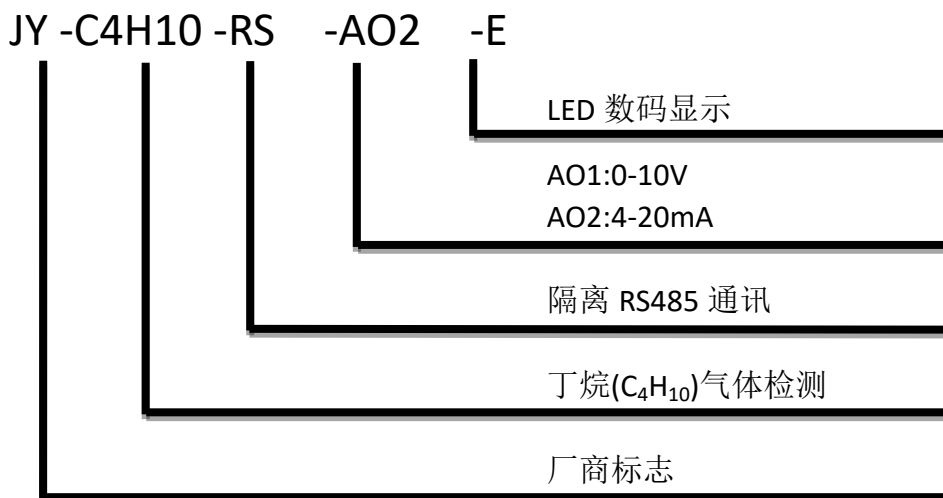 JY -C4H10 -RS -AO2 -E
LED 数码显示
AO1:0-10V
AO2:4-20mA
隔离 RS485 通讯
丁烷(C₄H₁₀)气体检测
厂商标志